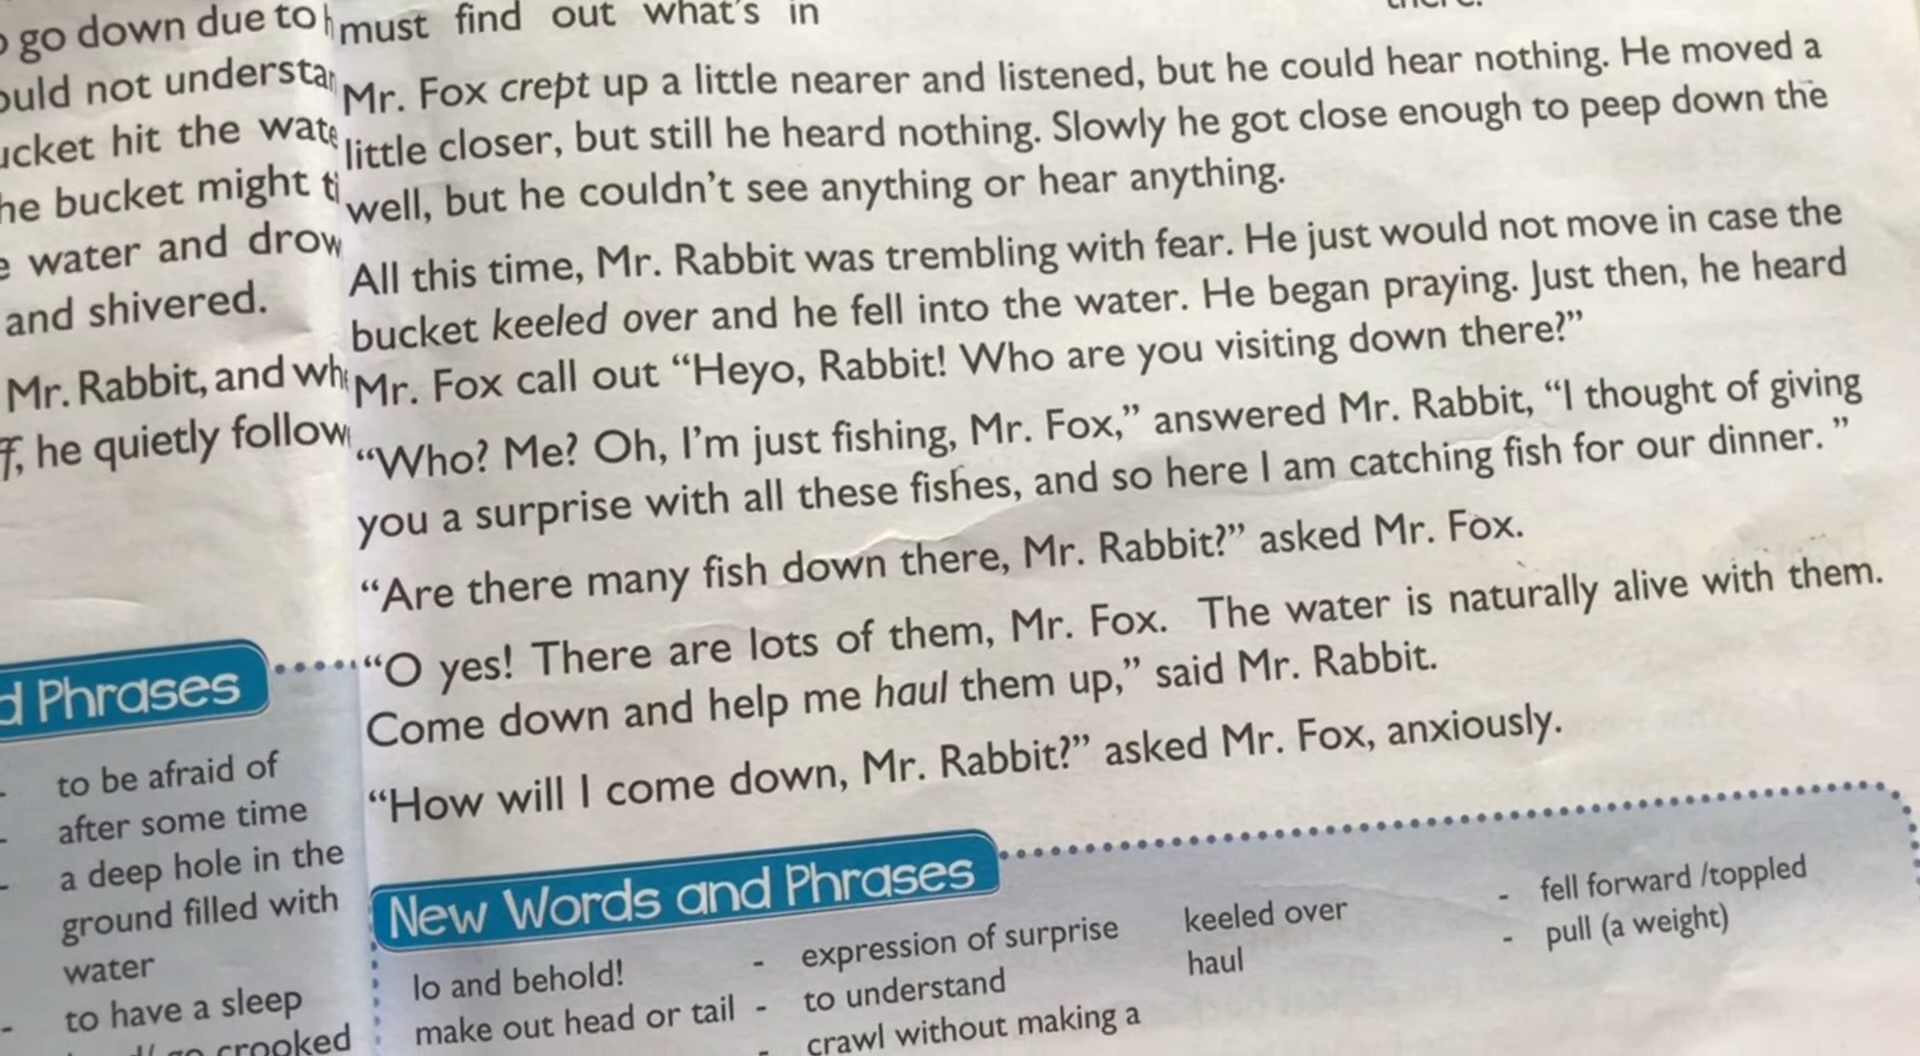 go down due to
must find out what's in
ould not
ucket hit the
he bucket might
water and
and shivered.
Mr. Rabbit, and
he quietly
Mr. Fox crept up a little nearer and listened, but he could hear nothing. He moved a
little closer, but still he heard nothing. Slowly he got close enough to peep down the
well, but he couldn't see anything or hear anything.
All this time, Mr. Rabbit was trembling with fear. He just would not move in case the
bucket keeled over and he fell into the water. He began praying. Just then, he heard
Mr. Fox call out “Heyo, Rabbit! Who are you visiting down there?”
“Who? Me? Oh, I'm just fishing, Mr. Fox,” answered Mr. Rabbit, “I thought of giving
you a surprise with all these fishes, and so here I am catching fish for our dinner. ”
“Are there many fish down there, Mr. Rabbit?” asked Mr. Fox.
“O yes! There are lots of them, Mr. Fox. The water is naturally alive with them.
Come down and help me haul them up,” said Mr. Rabbit.
“How will I come down, Mr. Rabbit?” asked Mr. Fox, anxiously.
d Phrases
- to be afraid of
- after some time
- a deep hole in the
ground filled with
water
- to have a sleep
crooked
New Words and Phrases
lo and behold! - expression of surprise
make out head or tail - to understand
- crawl without making a
keeled over - fell forward /toppled
haul - pull (a weight)